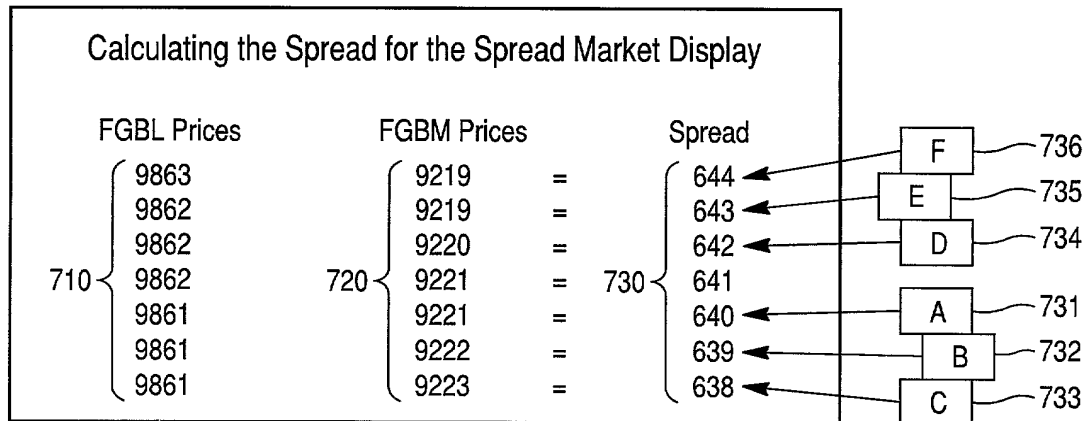 Calculating the Spread for the Spread Market Display
FGBL Prices FGBM Prices Spread
9863 9219 = 644 F 736
9862 9219 = 643 E 735
9862 9220 = 642 D 734
710 9862 720 9221 = 730 641
9861 9221 = 640 A 731
9861 9222 = 639 B 732
9861 9223 = 638 C 733